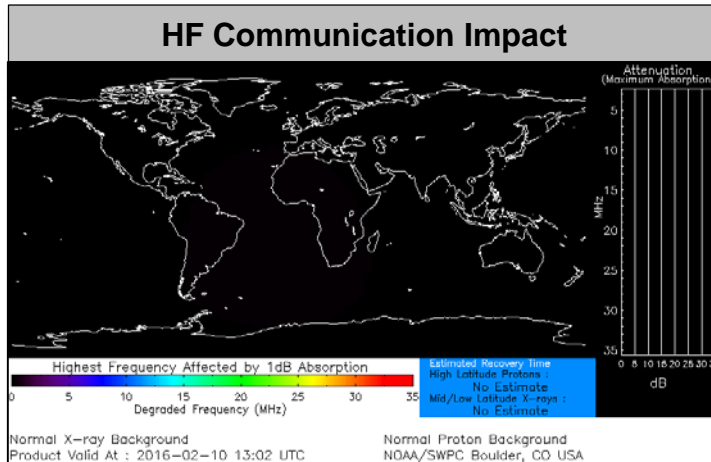 HF Communication Impact
Attenuation
(Maximum Absorption
5
10
15
20
25
30
35
MHz
0 5 10 15 20 25 30
dB
Highest Frequency Affected by 1dB Absorption
0 5 10 15 20 25 30 35
Degraded Frequency (MHz)
Estimated Recovery Time
High Latitude Protons :
No Estimate
Mid/Low Latitude X-rays :
No Estimate
Normal X-ray Background
Product Valid At : 2016-02-10 13:02 UTC
Normal Proton Background
NOAA/SWPC Boulder, CO USA